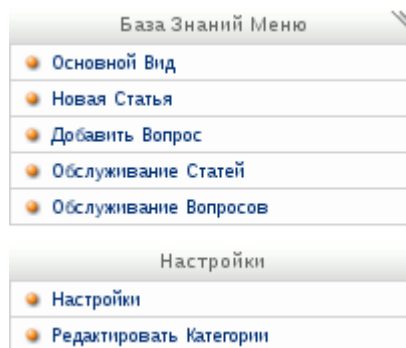 База Знаний Меню
Основной Вид
Новая Статья
Добавить Вопрос
Обслуживание Статей
Обслуживание Вопросов
Настройки
Настройки
Редактировать Категории